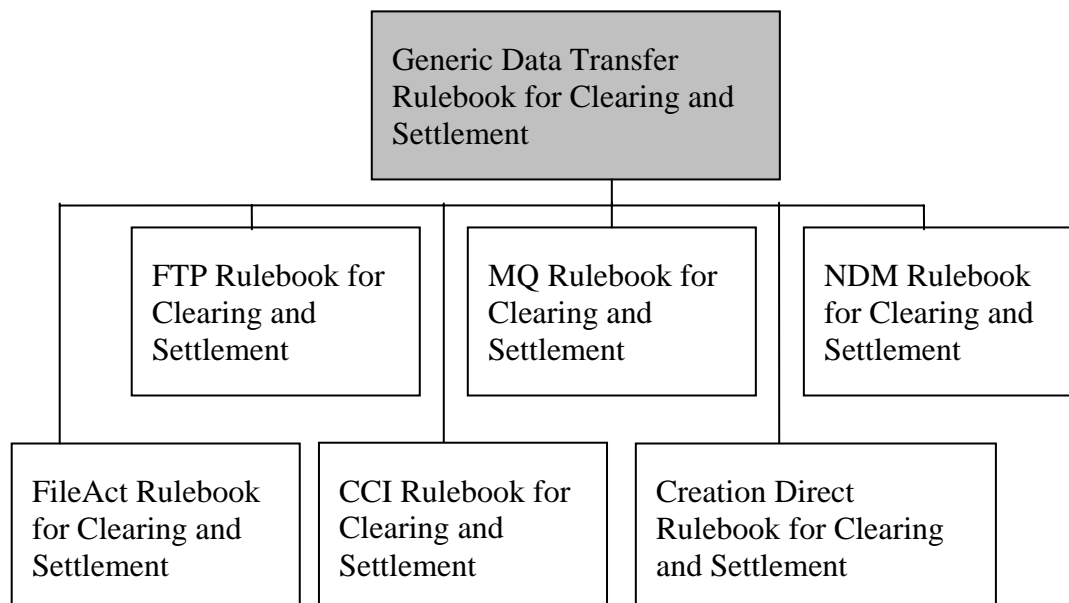 Generic Data Transfer
Rulebook for Clearing and
Settlement
FTP Rulebook for
Clearing and
Settlement
MQ Rulebook for
Clearing and
Settlement
NDM Rulebook
for Clearing and
Settlement
FileAct Rulebook
for Clearing and
Settlement
CCI Rulebook for
Clearing and
Settlement
Creation Direct
Rulebook for Clearing
and Settlement